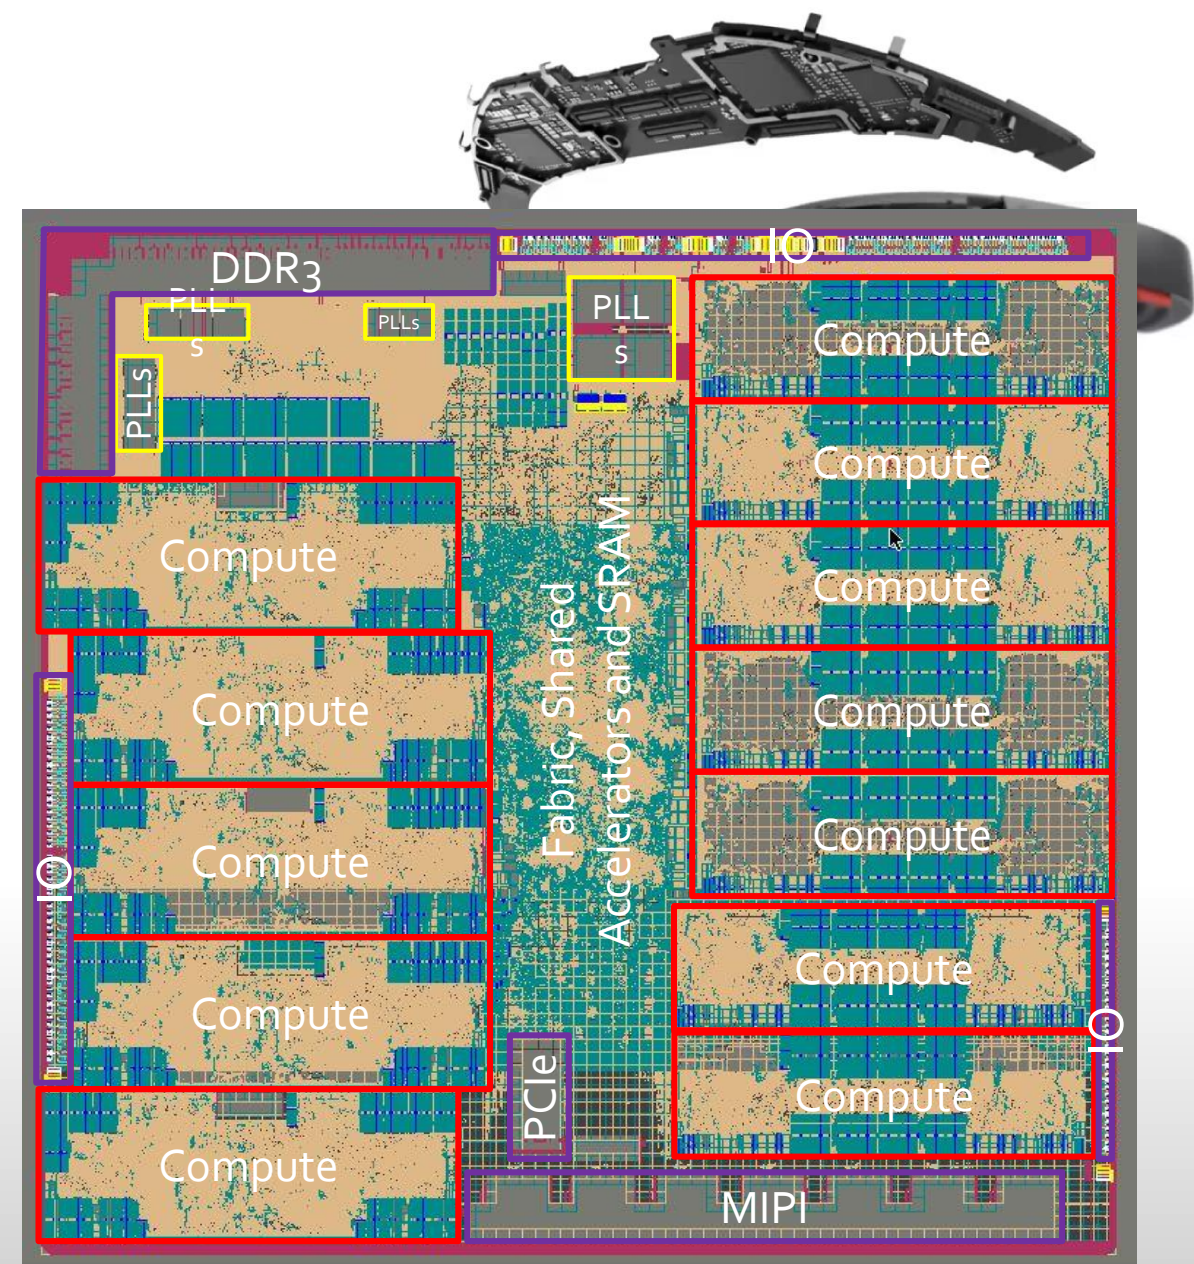 IO
DDR3
PLL
s
PLLs
PLL
s
PLLs
Compute
Compute
Compute
Compute
Compute
Compute
Compute
Compute
Compute
Compute
Compute
Compute
Fabric, Shared
Accelerators and SRAM
IO
IO
PCIe
MIPI